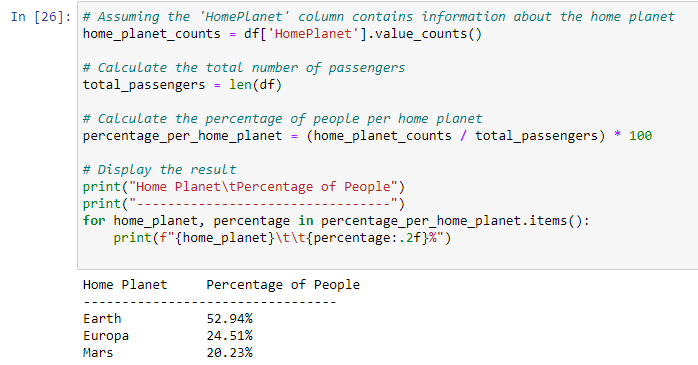 In [26]: # Assuming the 'HomePlanet' column contains information about the home planet
home_planet_counts = df['HomePlanet'].value_counts()
# Calculate the total number of passengers
total_passengers = len(df)
# Calculate the percentage of people per home planet
percentage_per_home_planet = (home_planet_counts / total_passengers) * 100
# Display the result
print("Home Planet\tPercentage of People")
print("---------------------------------")
for home_planet, percentage in percentage_per_home_planet.items():
    print(f"{home_planet}\t\t{percentage:.2f}%")
Home Planet     Percentage of People
---------------------------------
Earth           52.94%
Europa          24.51%
Mars            20.23%